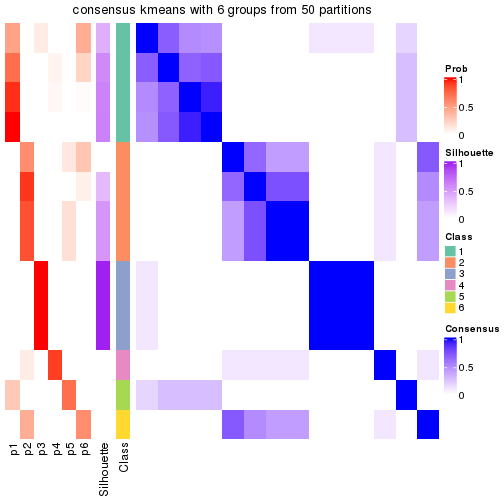 consensus kmeans with 6 groups from 50 partitions
Prob
1
0.5
0
Silhouette
1
0.5
0
Class
1
2
3
4
5
6
Consensus
1
0.5
0
p1
p2
p3
p4
p5
p6
Silhouette
Class